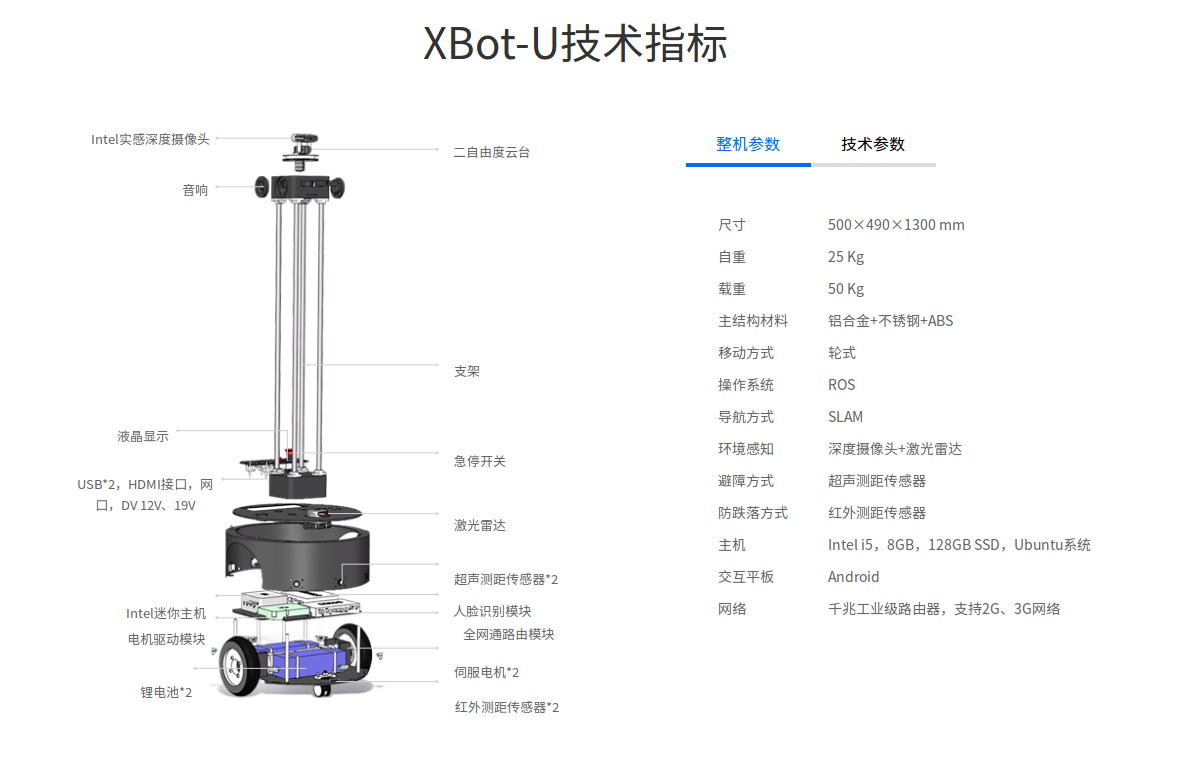 XBot-U技术指标
Intel实感深度摄像头
二自由度云台
音响
支架
液晶显示
急停开关
USB*2，HDMI接口，网
口，DV 12V、19V
激光雷达
超声测距传感器*2
Intel迷你主机
人脸识别模块
电机驱动模块
全网通路由模块
伺服电机*2
锂电池*2
红外测距传感器*2
整机参数 技术参数
尺寸 500×490×1300 mm
自重 25 Kg
载重 50 Kg
主结构材料 铝合金+不锈钢+ABS
移动方式 轮式
操作系统 ROS
导航方式 SLAM
环境感知 深度摄像头+激光雷达
避障方式 超声测距传感器
防跌落方式 红外测距传感器
主机 Intel i5，8GB，128GB SSD，Ubuntu系统
交互平板 Android
网络 千兆工业级路由器，支持2G、3G网络